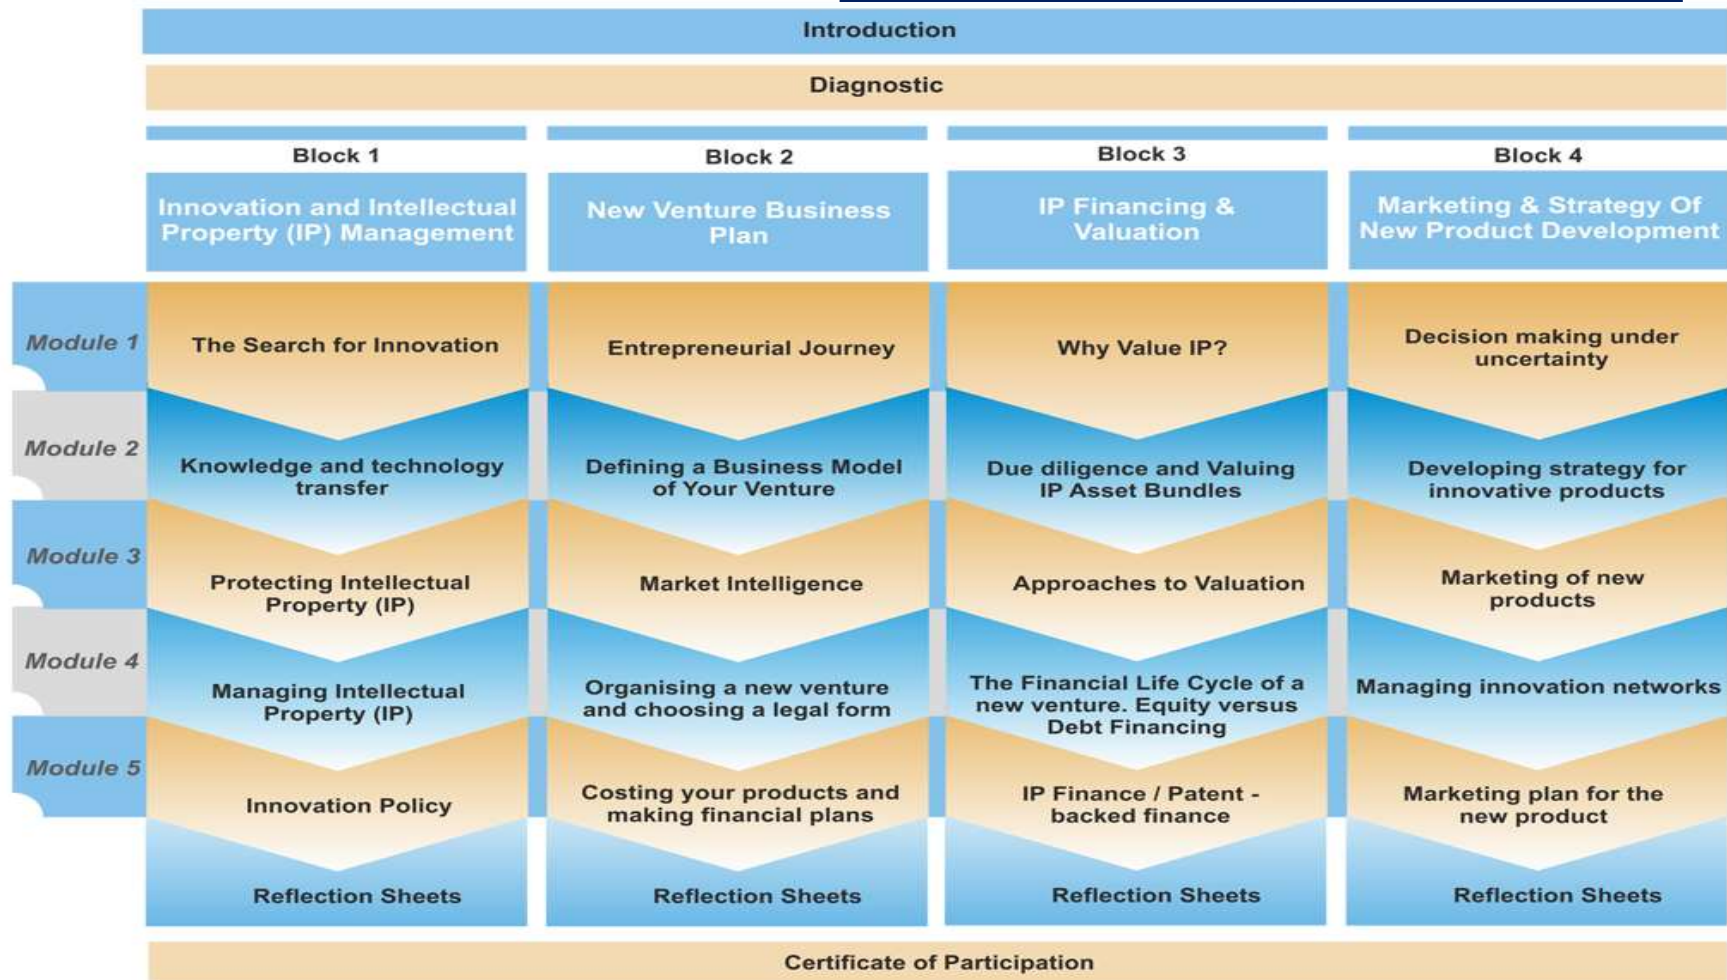 Introduction
Diagnostic
Block 1
Block 2
Block 3
Block 4
Innovation and Intellectual
Property (IP) Management
New Venture Business
Plan
IP Financing &
Valuation
Marketing & Strategy Of
New Product Development
Module 1
The Search for Innovation
Entrepreneurial Journey
Why Value IP?
Decision making under
uncertainty
Module 2
Knowledge and technology
transfer
Defining a Business Model
of Your Venture
Due diligence and Valuing
IP Asset Bundles
Developing strategy for
innovative products
Module 3
Protecting Intellectual
Property (IP)
Market Intelligence
Approaches to Valuation
Marketing of new
products
Module 4
Managing Intellectual
Property (IP)
Organising a new venture
and choosing a legal form
The Financial Life Cycle of a
new venture. Equity versus
Debt Financing
Managing innovation networks
Module 5
Innovation Policy
Costing your products and
making financial plans
IP Finance / Patent -
backed finance
Marketing plan for the
new product
Reflection Sheets
Reflection Sheets
Reflection Sheets
Reflection Sheets
Certificate of Participation